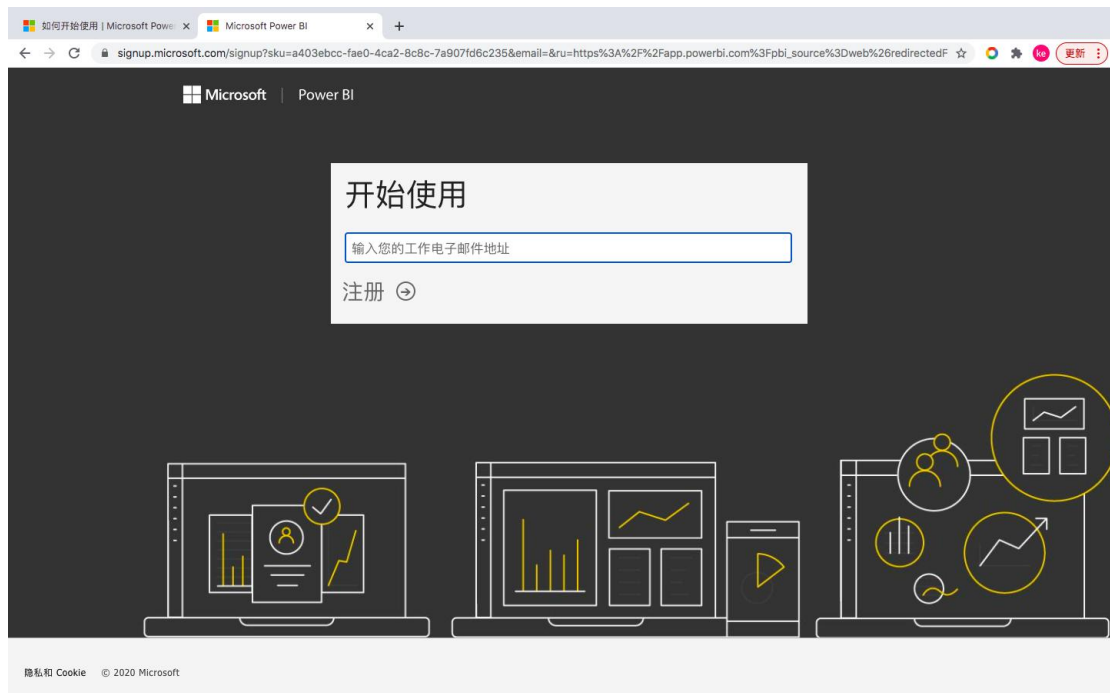 如何开始使用 | Microsoft Powe
Microsoft Power BI
signup.microsoft.com/signup?sku=a403ebcc-fae0-4ca2-8c8c-7a907fd6c235&email=&ru=https%3A%2F%2Fapp.powerbi.com%3Fpbi_source%3Dweb%26redirectedF
ke
更新
Microsoft | Power BI
开始使用
输入您的工作电子邮件地址
注册
隐私和 Cookie © 2020 Microsoft